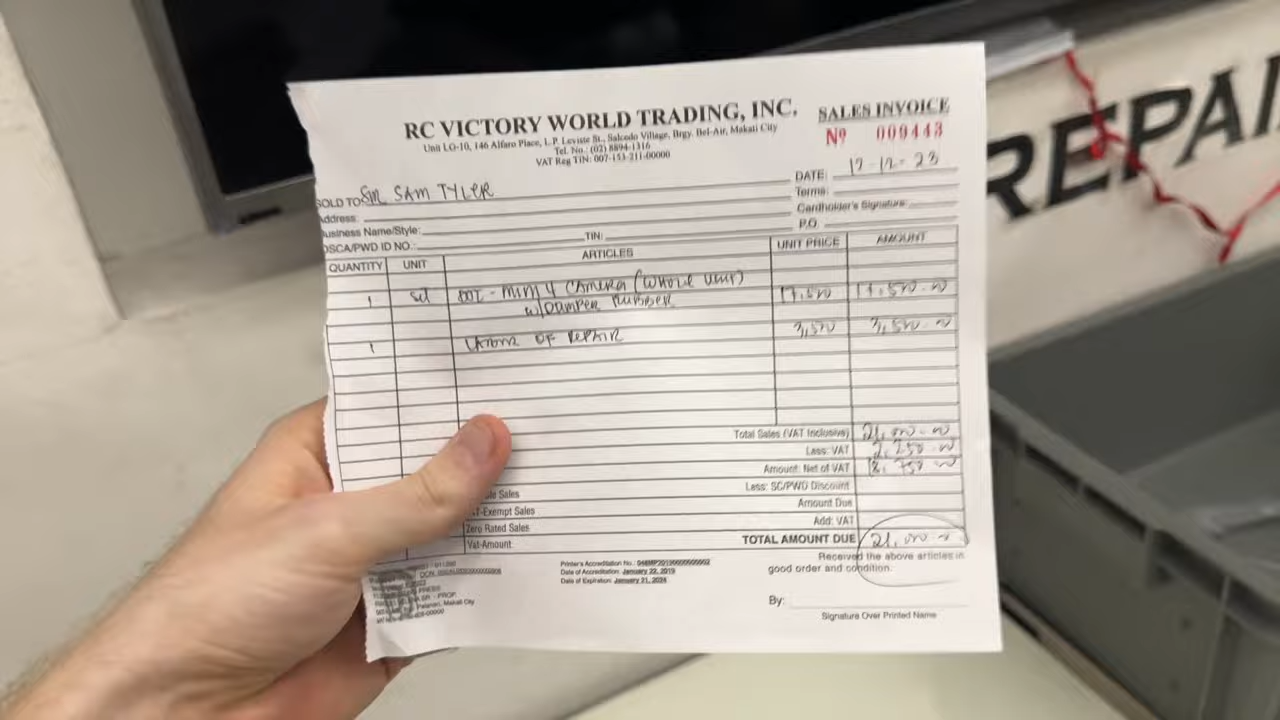 RC VICTORY WORLD TRADING, INC.
Unit LG-10, 146 Alfaro Place, L.P. Leviste St., Salcedo Village, Brgy. Bel-Air, Makati City
Tel. No.: (02) 8894-1316
VAT Reg TIN: 007-153-211-00000
SALES INVOICE
Nº 009443
DATE: 12-12-23
OLD TO SIR SAM TYLER
Terms:
Address:
Cardholder's Signature:
usiness Name/Style: TIN:
P.O.
OSCA/PWD ID NO.:
QUANTITY UNIT ARTICLES UNIT PRICE AMOUNT
1 set DJI - MINI 4 CAMERA (WHOLE UNIT) 17,500 17,500.00
w/ DAMPER RUBBER
1 LABOR OF REPAIR 3,500 3,500.00
Total Sales (VAT Inclusive) 21,000.00
Less: VAT 2,250.00
Amount: Net of VAT 18,750.00
Less: SC/PWD Discount
ble Sales
Amount Due
T-Exempt Sales
Add: VAT
Zero Rated Sales
TOTAL AMOUNT DUE 21,000.00
Vat-Amount
Received the above articles in
good order and condition.
By:
Signature Over Printed Name
Printer's Accreditation No.:
Date of Accreditation: January 22, 2019
Date of Expiration: January 21, 2024
Makati City
REPAI